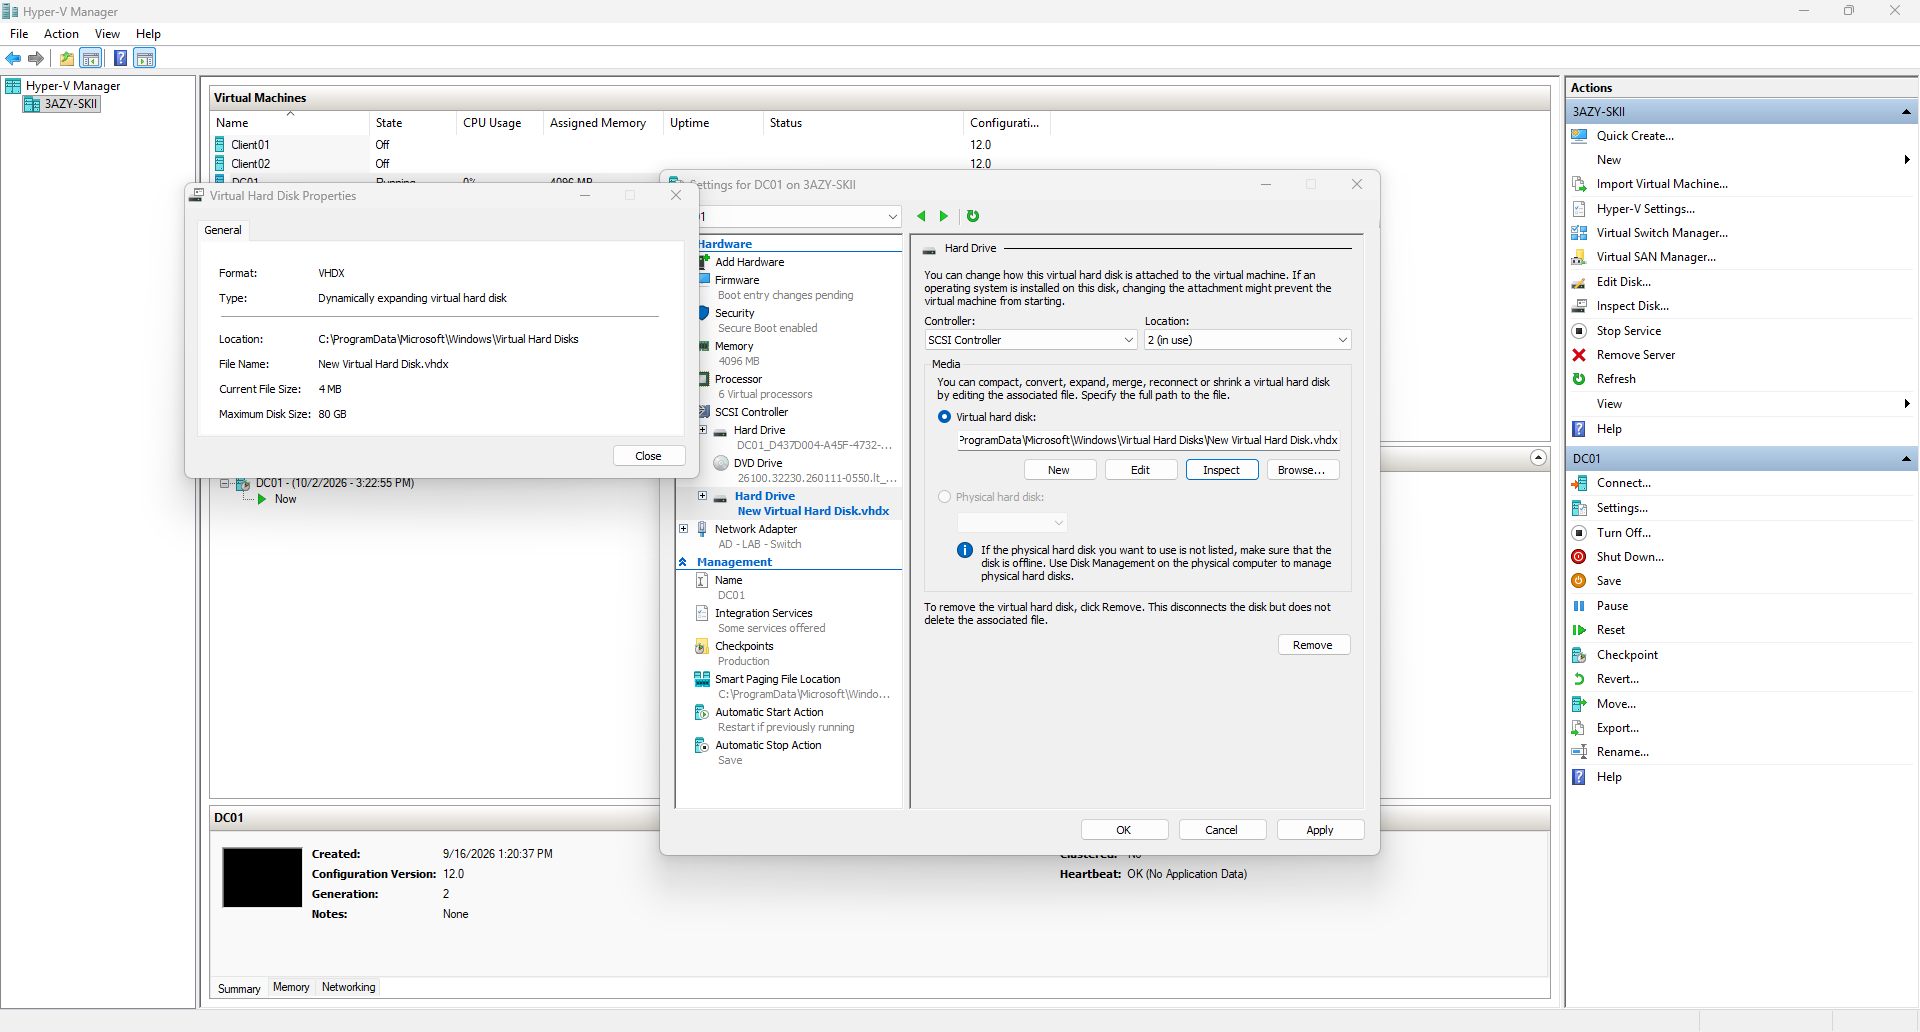 Hyper-V Manager
File Action View Help
Hyper-V Manager
3AZY-SKII
Virtual Machines
Name State CPU Usage Assigned Memory Uptime Status Configurati...
Client01 Off 12.0
Client02 Off 12.0
DC01 Running 0% 4096 MB
Virtual Hard Disk Properties
General
Format: VHDX
Type: Dynamically expanding virtual hard disk
Location: C:\ProgramData\Microsoft\Windows\Virtual Hard Disks
File Name: New Virtual Hard Disk.vhdx
Current File Size: 4 MB
Maximum Disk Size: 80 GB
Close
DC01 - (10/2/2026 - 3:22:55 PM)
Now
ettings for DC01 on 3AZY-SKII
Hardware
Add Hardware
Firmware
Boot entry changes pending
Security
Secure Boot enabled
Memory
4096 MB
Processor
6 Virtual processors
SCSI Controller
Hard Drive
DC01_D437D004-A45F-4732-...
DVD Drive
26100.32230.260111-0550.lt_...
Hard Drive
New Virtual Hard Disk.vhdx
Network Adapter
AD - LAB - Switch
Management
Name
DC01
Integration Services
Some services offered
Checkpoints
Production
Smart Paging File Location
C:\ProgramData\Microsoft\Windo...
Automatic Start Action
Restart if previously running
Automatic Stop Action
Save
Hard Drive
You can change how this virtual hard disk is attached to the virtual machine. If an
operating system is installed on this disk, changing the attachment might prevent the
virtual machine from starting.
Controller: Location:
SCSI Controller 2 (in use)
Media
You can compact, convert, expand, merge, reconnect or shrink a virtual hard disk
by editing the associated file. Specify the full path to the file.
Virtual hard disk:
ProgramData\Microsoft\Windows\Virtual Hard Disks\New Virtual Hard Disk.vhdx
New Edit Inspect Browse...
Physical hard disk:
If the physical hard disk you want to use is not listed, make sure that the
disk is offline. Use Disk Management on the physical computer to manage
physical hard disks.
To remove the virtual hard disk, click Remove. This disconnects the disk but does not
delete the associated file.
Remove
OK Cancel Apply
DC01
Created: 9/16/2026 1:20:37 PM
Configuration Version: 12.0
Generation: 2
Notes: None
Clustered: No
Heartbeat: OK (No Application Data)
Summary Memory Networking
Actions
3AZY-SKII
Quick Create...
New
Import Virtual Machine...
Hyper-V Settings...
Virtual Switch Manager...
Virtual SAN Manager...
Edit Disk...
Inspect Disk...
Stop Service
Remove Server
Refresh
View
Help
DC01
Connect...
Settings...
Turn Off...
Shut Down...
Save
Pause
Reset
Checkpoint
Revert...
Move...
Export...
Rename...
Help